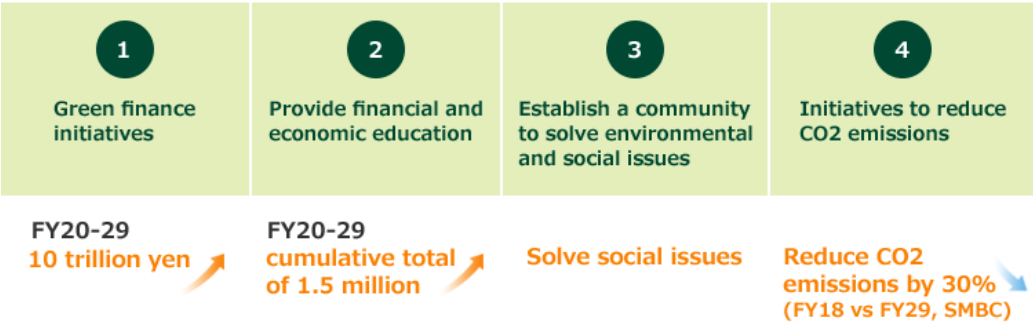 1
Green finance
initiatives
2
Provide financial and
economic education
3
Establish a community
to solve environmental
and social issues
4
Initiatives to reduce
CO2 emissions
FY20-29
10 trillion yen
FY20-29
cumulative total
of 1.5 million
Solve social issues
Reduce CO2
emissions by 30%
(FY18 vs FY29, SMBC)